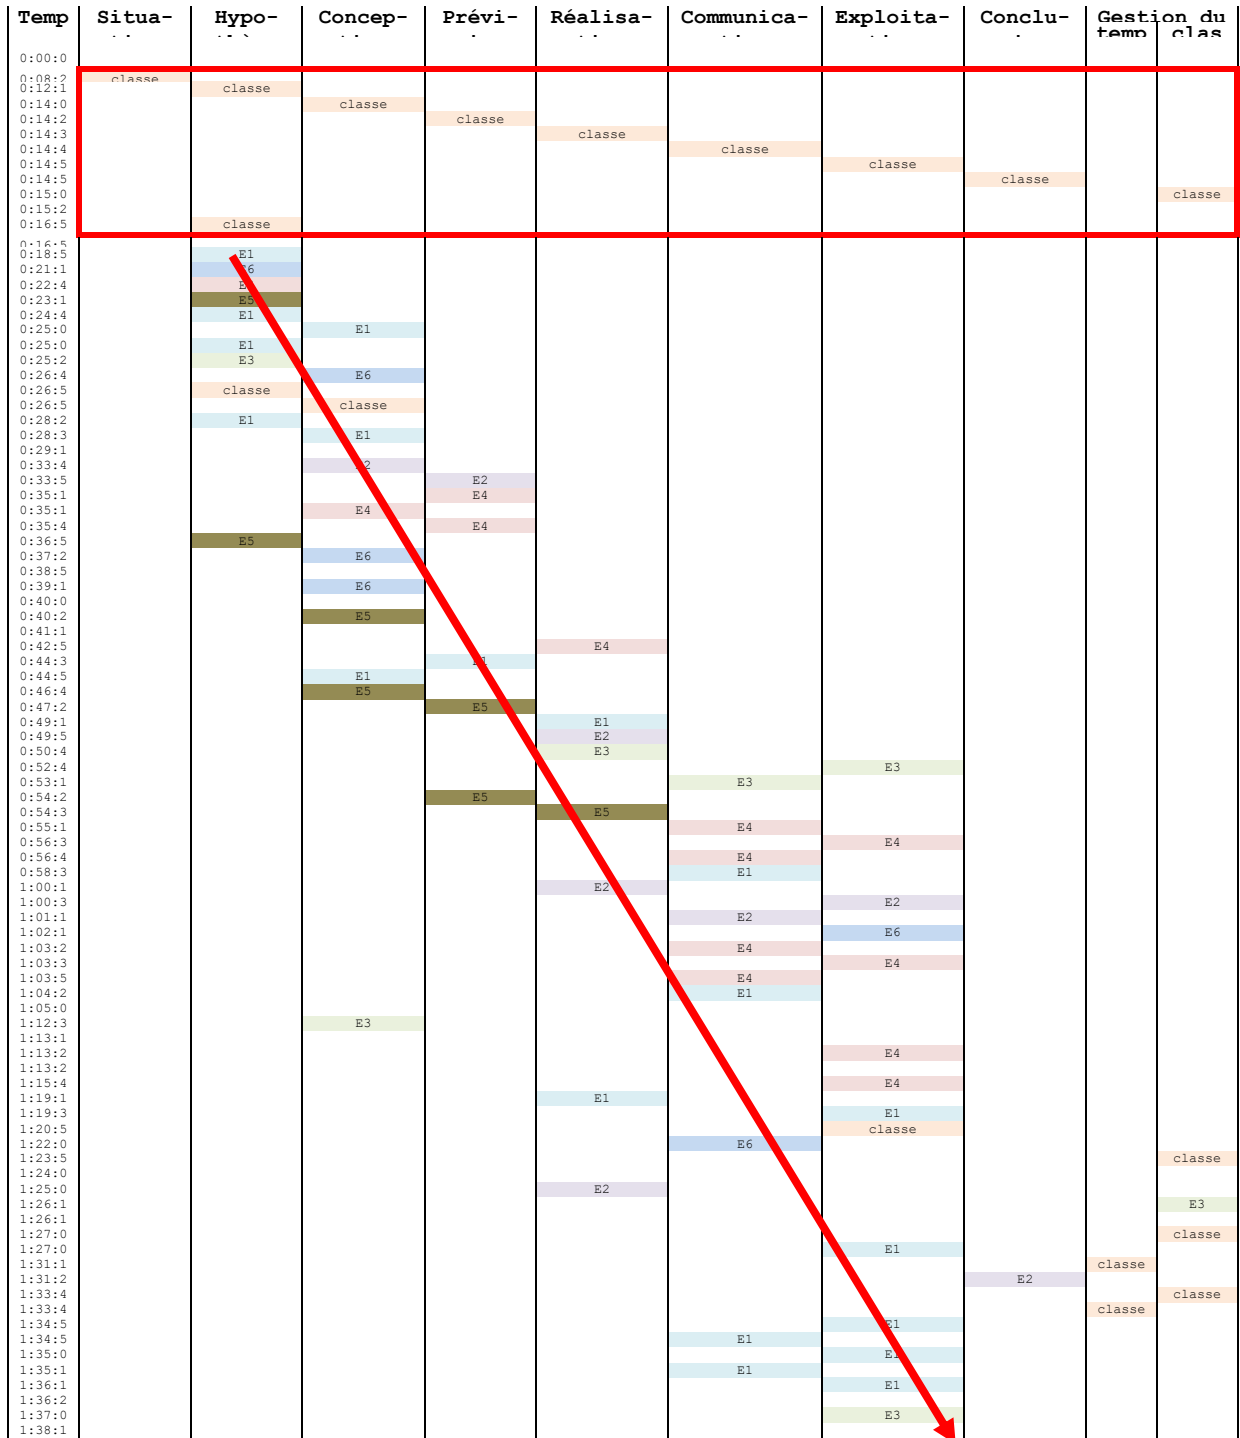 Temp Situa- Hypo- Concep- Prévi- Réalisa- Communica- Exploita- Conclu- Gestion du
temp clas
0:00:0
0:08:2 classe
0:12:1 classe
0:14:0 classe
0:14:2 classe
0:14:3 classe
0:14:4 classe
0:14:5 classe
0:14:5 classe
0:15:0 classe
0:15:2
0:16:5 classe
0:16:5
0:18:5 E1
0:21:1 E6
0:22:4
0:23:1 E5
0:24:4 E1
0:25:0 E1
0:25:0 E1
0:25:2 E3
0:26:4 E6
0:26:5 classe
0:26:5 classe
0:28:2 E1
0:28:3 E1
0:29:1
0:33:4 E2
0:33:5 E2
0:35:1 E4
0:35:1 E4
0:35:4 E4
0:36:5 E5
0:37:2 E6
0:38:5
0:39:1 E6
0:40:0
0:40:2 E5
0:41:1
0:42:5 E4
0:44:3 E1
0:44:5 E1
0:46:4 E5
0:47:2 E5
0:49:1 E1
0:49:5 E2
0:50:4 E3
0:52:4 E3
0:53:1 E3
0:54:2 E5
0:54:3 E5
0:55:1 E4
0:56:3 E4
0:56:4 E4
0:58:3 E1
1:00:1 E2
1:00:3 E2
1:01:1 E2
1:02:1 E6
1:03:2 E4
1:03:3 E4
1:03:5 E4
1:04:2 E1
1:05:0
1:12:3 E3
1:13:1
1:13:2 E4
1:13:2
1:15:4 E4
1:19:1 E1
1:19:3 E1
1:20:5 classe
1:22:0 E6
1:23:5 classe
1:24:0
1:25:0 E2
1:26:1 E3
1:26:1
1:27:0 classe
1:27:0 E1
1:31:1 classe
1:31:2 E2
1:33:4 classe
1:33:4 classe
1:34:5 E1
1:34:5 E1
1:35:0 E1
1:35:1 E1
1:36:1 E1
1:36:2
1:37:0 E3
1:38:1